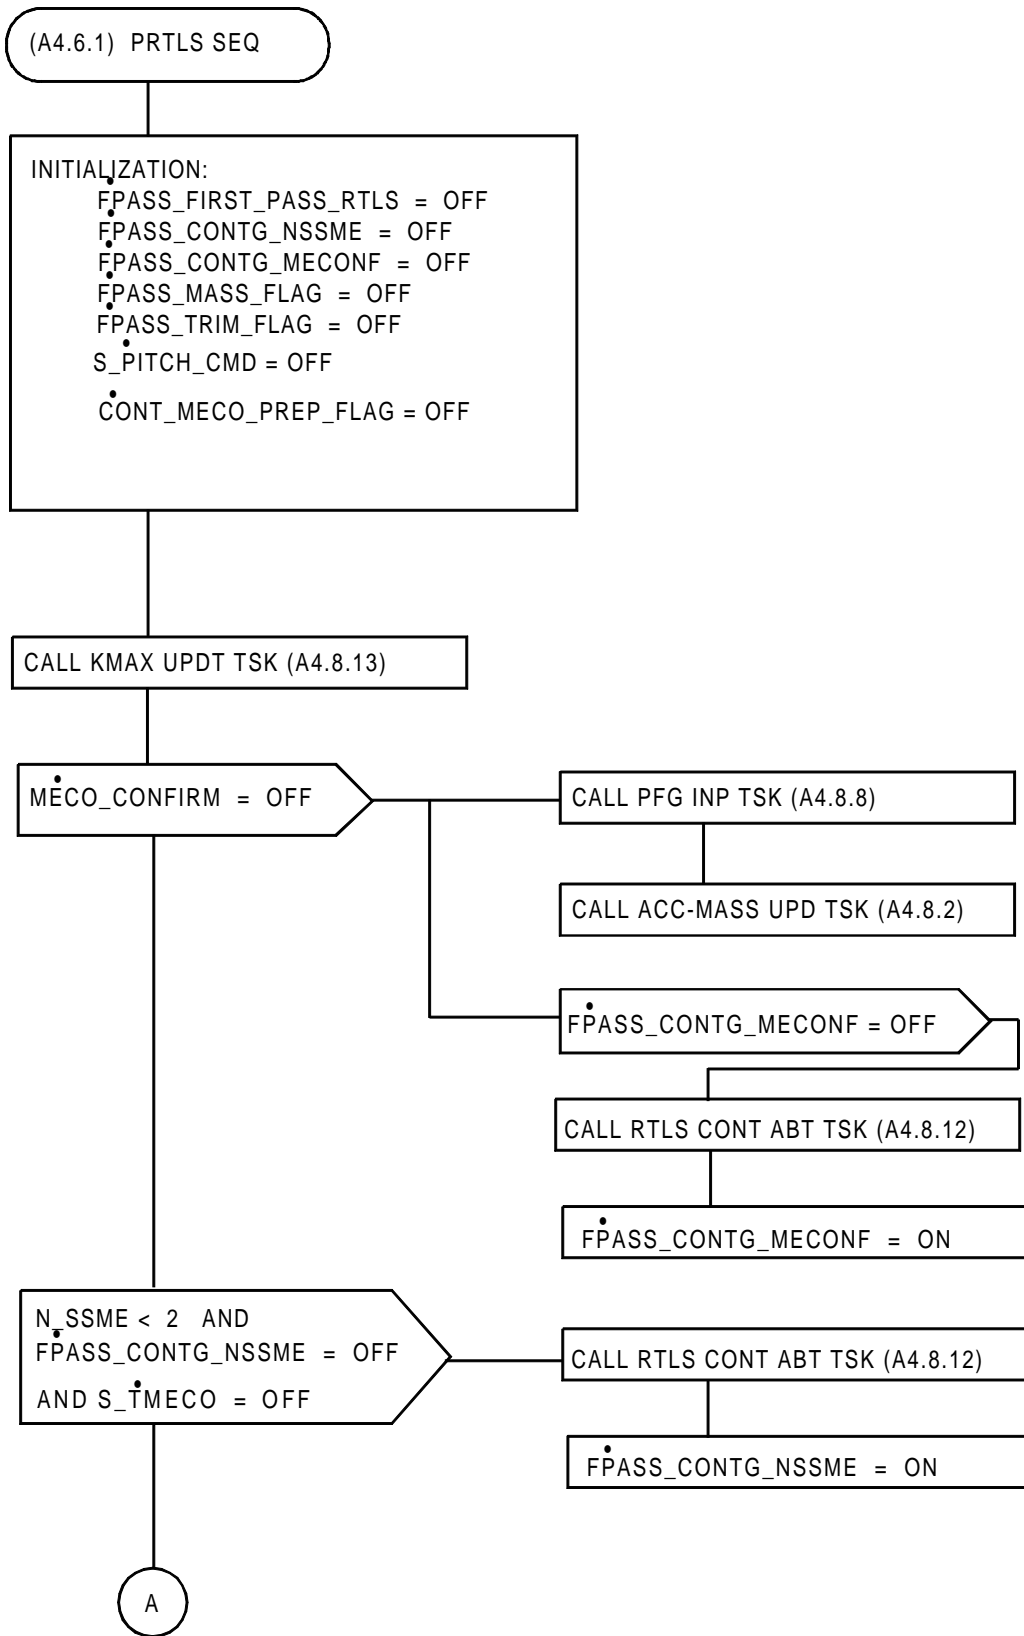 (A4.6.1) PRTLS SEQ
INITIALIZATION:
FPASS_FIRST_PASS_RTLS = OFF
FPASS_CONTG_NSSME = OFF
FPASS_CONTG_MECONF = OFF
FPASS_MASS_FLAG = OFF
FPASS_TRIM_FLAG = OFF
S_PITCH_CMD = OFF
CONT_MECO_PREP_FLAG = OFF
CALL KMAX UPDT TSK (A4.8.13)
MECO_CONFIRM = OFF
CALL PFG INP TSK (A4.8.8)
CALL ACC-MASS UPD TSK (A4.8.2)
FPASS_CONTG_MECONF = OFF
CALL RTLS CONT ABT TSK (A4.8.12)
FPASS_CONTG_MECONF = ON
N_SSME < 2 AND
FPASS_CONTG_NSSME = OFF
AND S_TMECO = OFF
CALL RTLS CONT ABT TSK (A4.8.12)
FPASS_CONTG_NSSME = ON
A